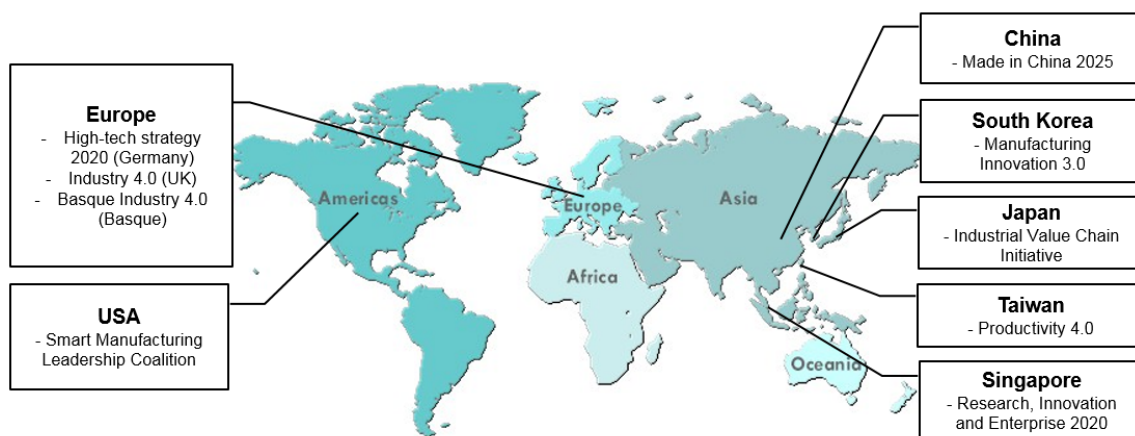 Europe
- High-tech strategy
2020 (Germany)
- Industry 4.0 (UK)
- Basque Industry 4.0
(Basque)
USA
- Smart Manufacturing
Leadership Coalition
Americas
Europe
Africa
Asia
Oceania
China
- Made in China 2025
South Korea
- Manufacturing
Innovation 3.0
Japan
- Industrial Value Chain
Initiative
Taiwan
- Productivity 4.0
Singapore
- Research, Innovation
and Enterprise 2020